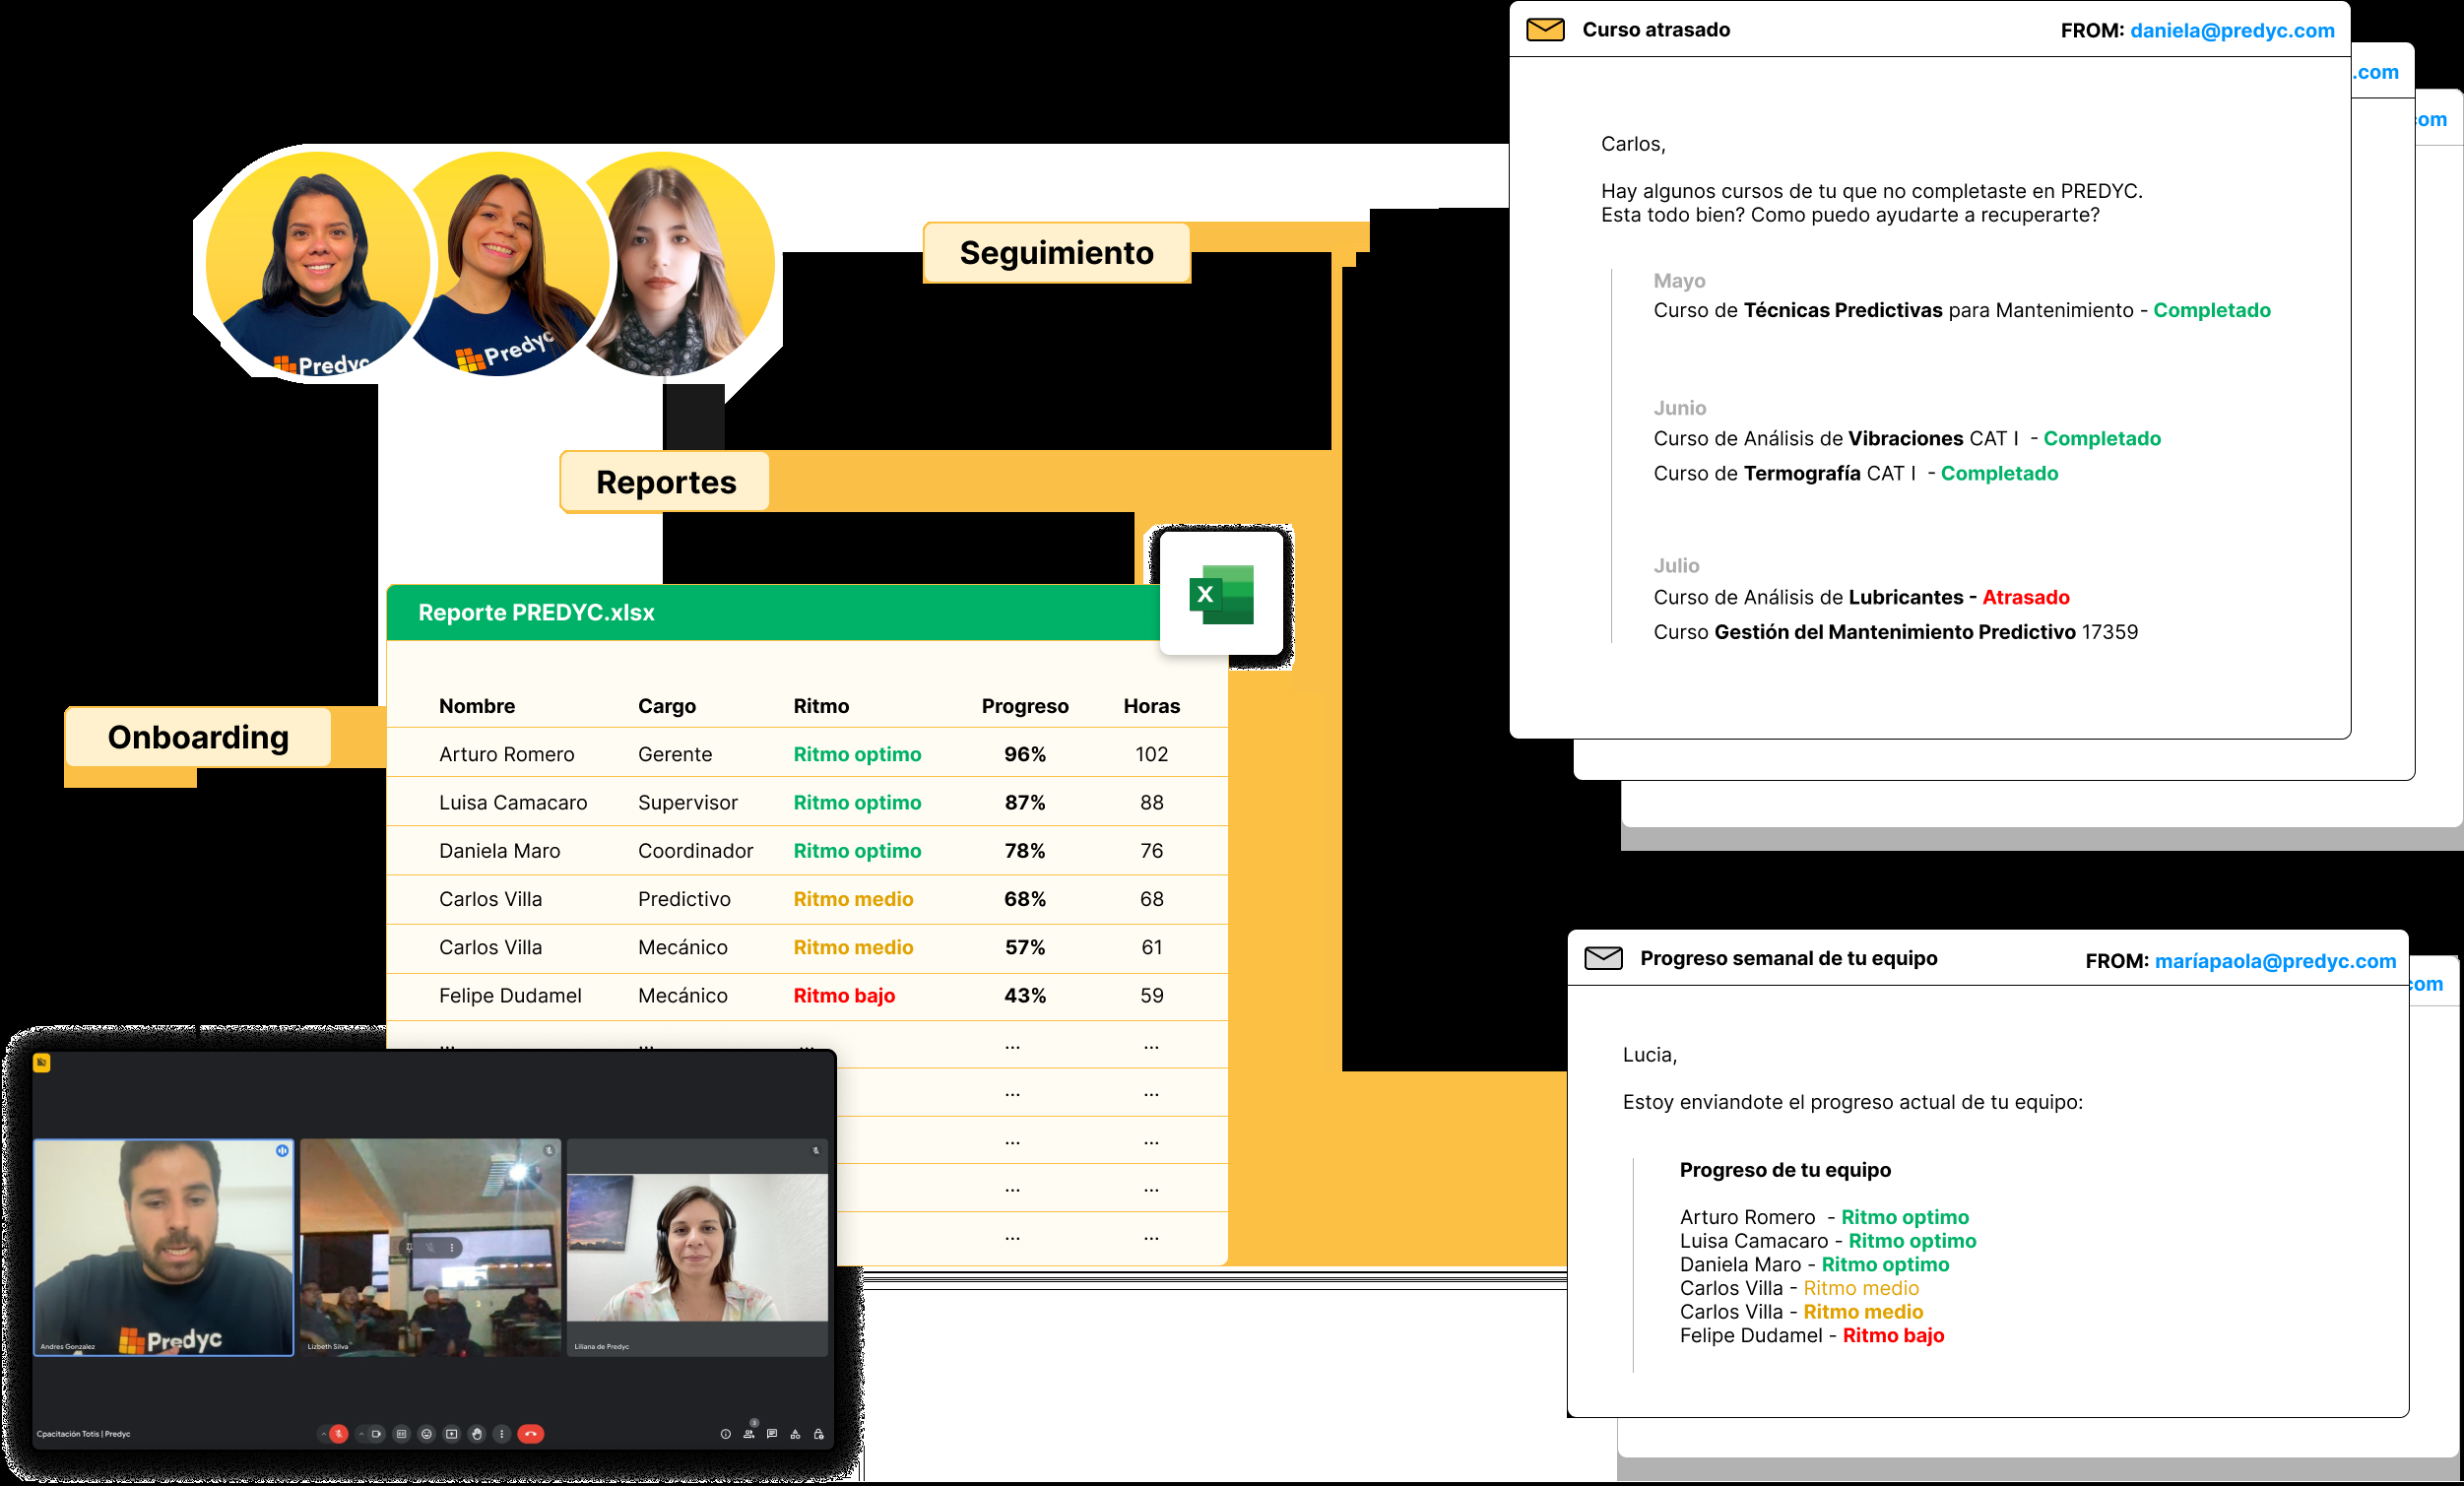 Curso atrasado
FROM: daniela@predyc.com
.com
com
Carlos,
Hay algunos cursos de tu que no completaste en PREDYC.
Esta todo bien? Como puedo ayudarte a recuperarte?
Mayo
Curso de Técnicas Predictivas para Mantenimiento - Completado
Junio
Curso de Análisis de Vibraciones CAT I - Completado
Curso de Termografía CAT I - Completado
Julio
Curso de Análisis de Lubricantes - Atrasado
Curso Gestión del Mantenimiento Predictivo 17359
Predyc
Predyc
Seguimiento
Reportes
Onboarding
X
Reporte PREDYC.xlsx
Nombre Cargo Ritmo Progreso Horas
Arturo Romero Gerente Ritmo optimo 96% 102
Luisa Camacaro Supervisor Ritmo optimo 87% 88
Daniela Maro Coordinador Ritmo optimo 78% 76
Carlos Villa Predictivo Ritmo medio 68% 68
Carlos Villa Mecánico Ritmo medio 57% 61
Felipe Dudamel Mecánico Ritmo bajo 43% 59
... ... ... ... ...
... ...
... ...
... ...
... ...
Predyc
Andres Gonzalez
Lizbeth Silva
Liliana de Predyc
Cpacitación Totis | Predyc
3
Progreso semanal de tu equipo
FROM: maríapaola@predyc.com
com
Lucia,
Estoy enviandote el progreso actual de tu equipo:
Progreso de tu equipo
Arturo Romero - Ritmo optimo
Luisa Camacaro - Ritmo optimo
Daniela Maro - Ritmo optimo
Carlos Villa - Ritmo medio
Carlos Villa - Ritmo medio
Felipe Dudamel - Ritmo bajo